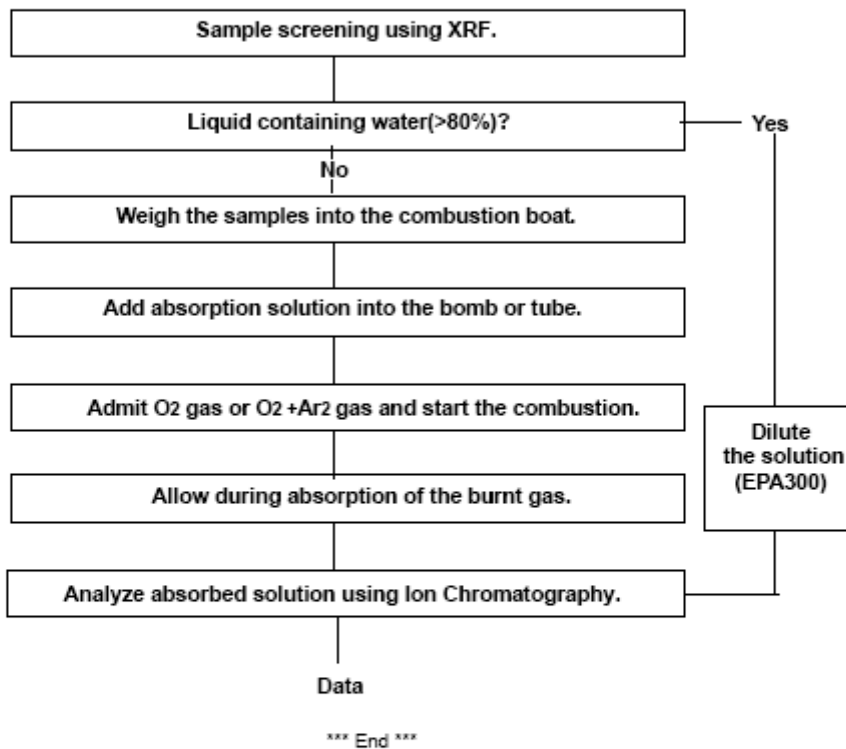 Sample screening using XRF.
Liquid containing water(>80%)?
Yes
No
Weigh the samples into the combustion boat.
Add absorption solution into the bomb or tube.
Admit O2 gas or O2 +Ar2 gas and start the combustion.
Dilute
the solution
(EPA300)
Allow during absorption of the burnt gas.
Analyze absorbed solution using Ion Chromatography.
Data
*** End ***